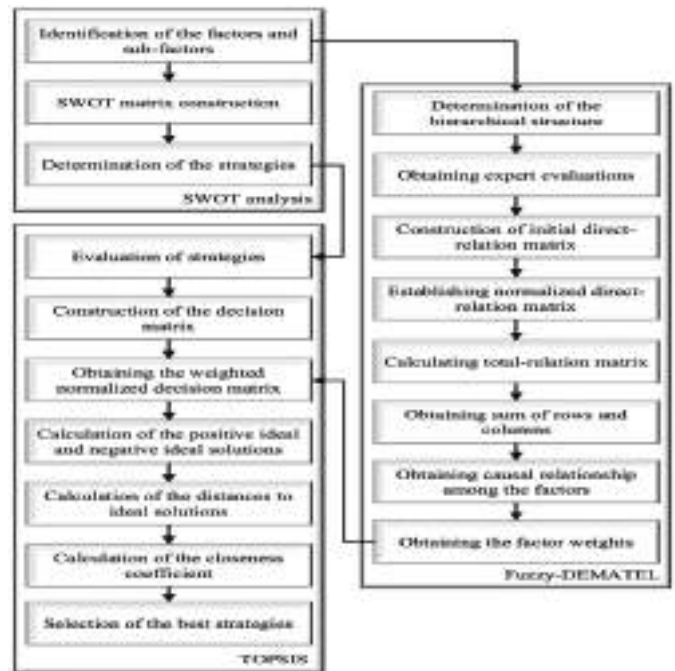 Identification of the factors and
sub-factors
SWOT matrix construction
Determination of the strategies
SWOT analysis
Evaluation of strategies
Construction of the decision
matrix
Obtaining the weighted
normalized decision matrix
Calculation of the positive ideal
and negative ideal solutions
Calculation of the distances to
ideal solutions
Calculation of the closeness
coefficient
Selection of the best strategies
TOPSIS
Determination of the
hierarchical structure
Obtaining expert evaluations
Construction of initial direct-
relation matrix
Establishing normalized direct-
relation matrix
Calculating total-relation matrix
Obtaining sum of rows and
columns
Obtaining causal relationship
among the factors
Obtaining the factor weights
Fuzzy-DEMATEL